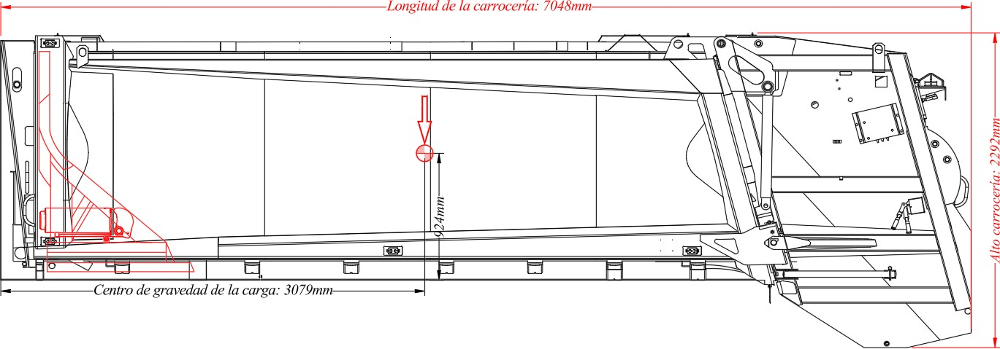 Longitud de la carrocería: 7048mm
Alto carrocería: 2292mm
924mm
Centro de gravedad de la carga: 3079mm